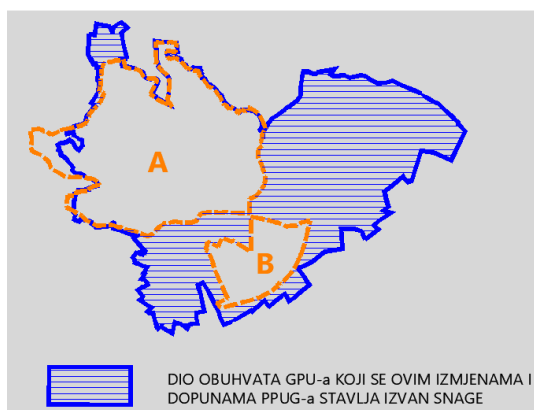 A
B
DIO OBUHVATA GPU-a KOJI SE OVIM IZMJENAMA I
DOPUNAMA PPUG-a STAVLJA IZVAN SNAGE